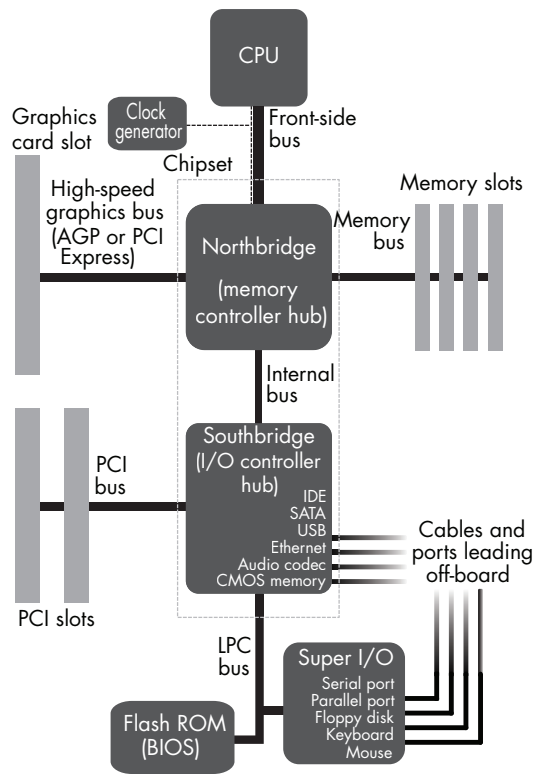 CPU
Clock
generator
Front-side
bus
Graphics
card slot
Chipset
High-speed
graphics bus
(AGP or PCI
Express)
Memory slots
Memory
bus
Northbridge
(memory
controller hub)
Internal
bus
Southbridge
(I/O controller
hub)
IDE
SATA
USB
Ethernet
Audio codec
CMOS memory
PCI
bus
PCI slots
Cables and
ports leading
off-board
LPC
bus
Super I/O
Serial port
Parallel port
Floppy disk
Keyboard
Mouse
Flash ROM
(BIOS)